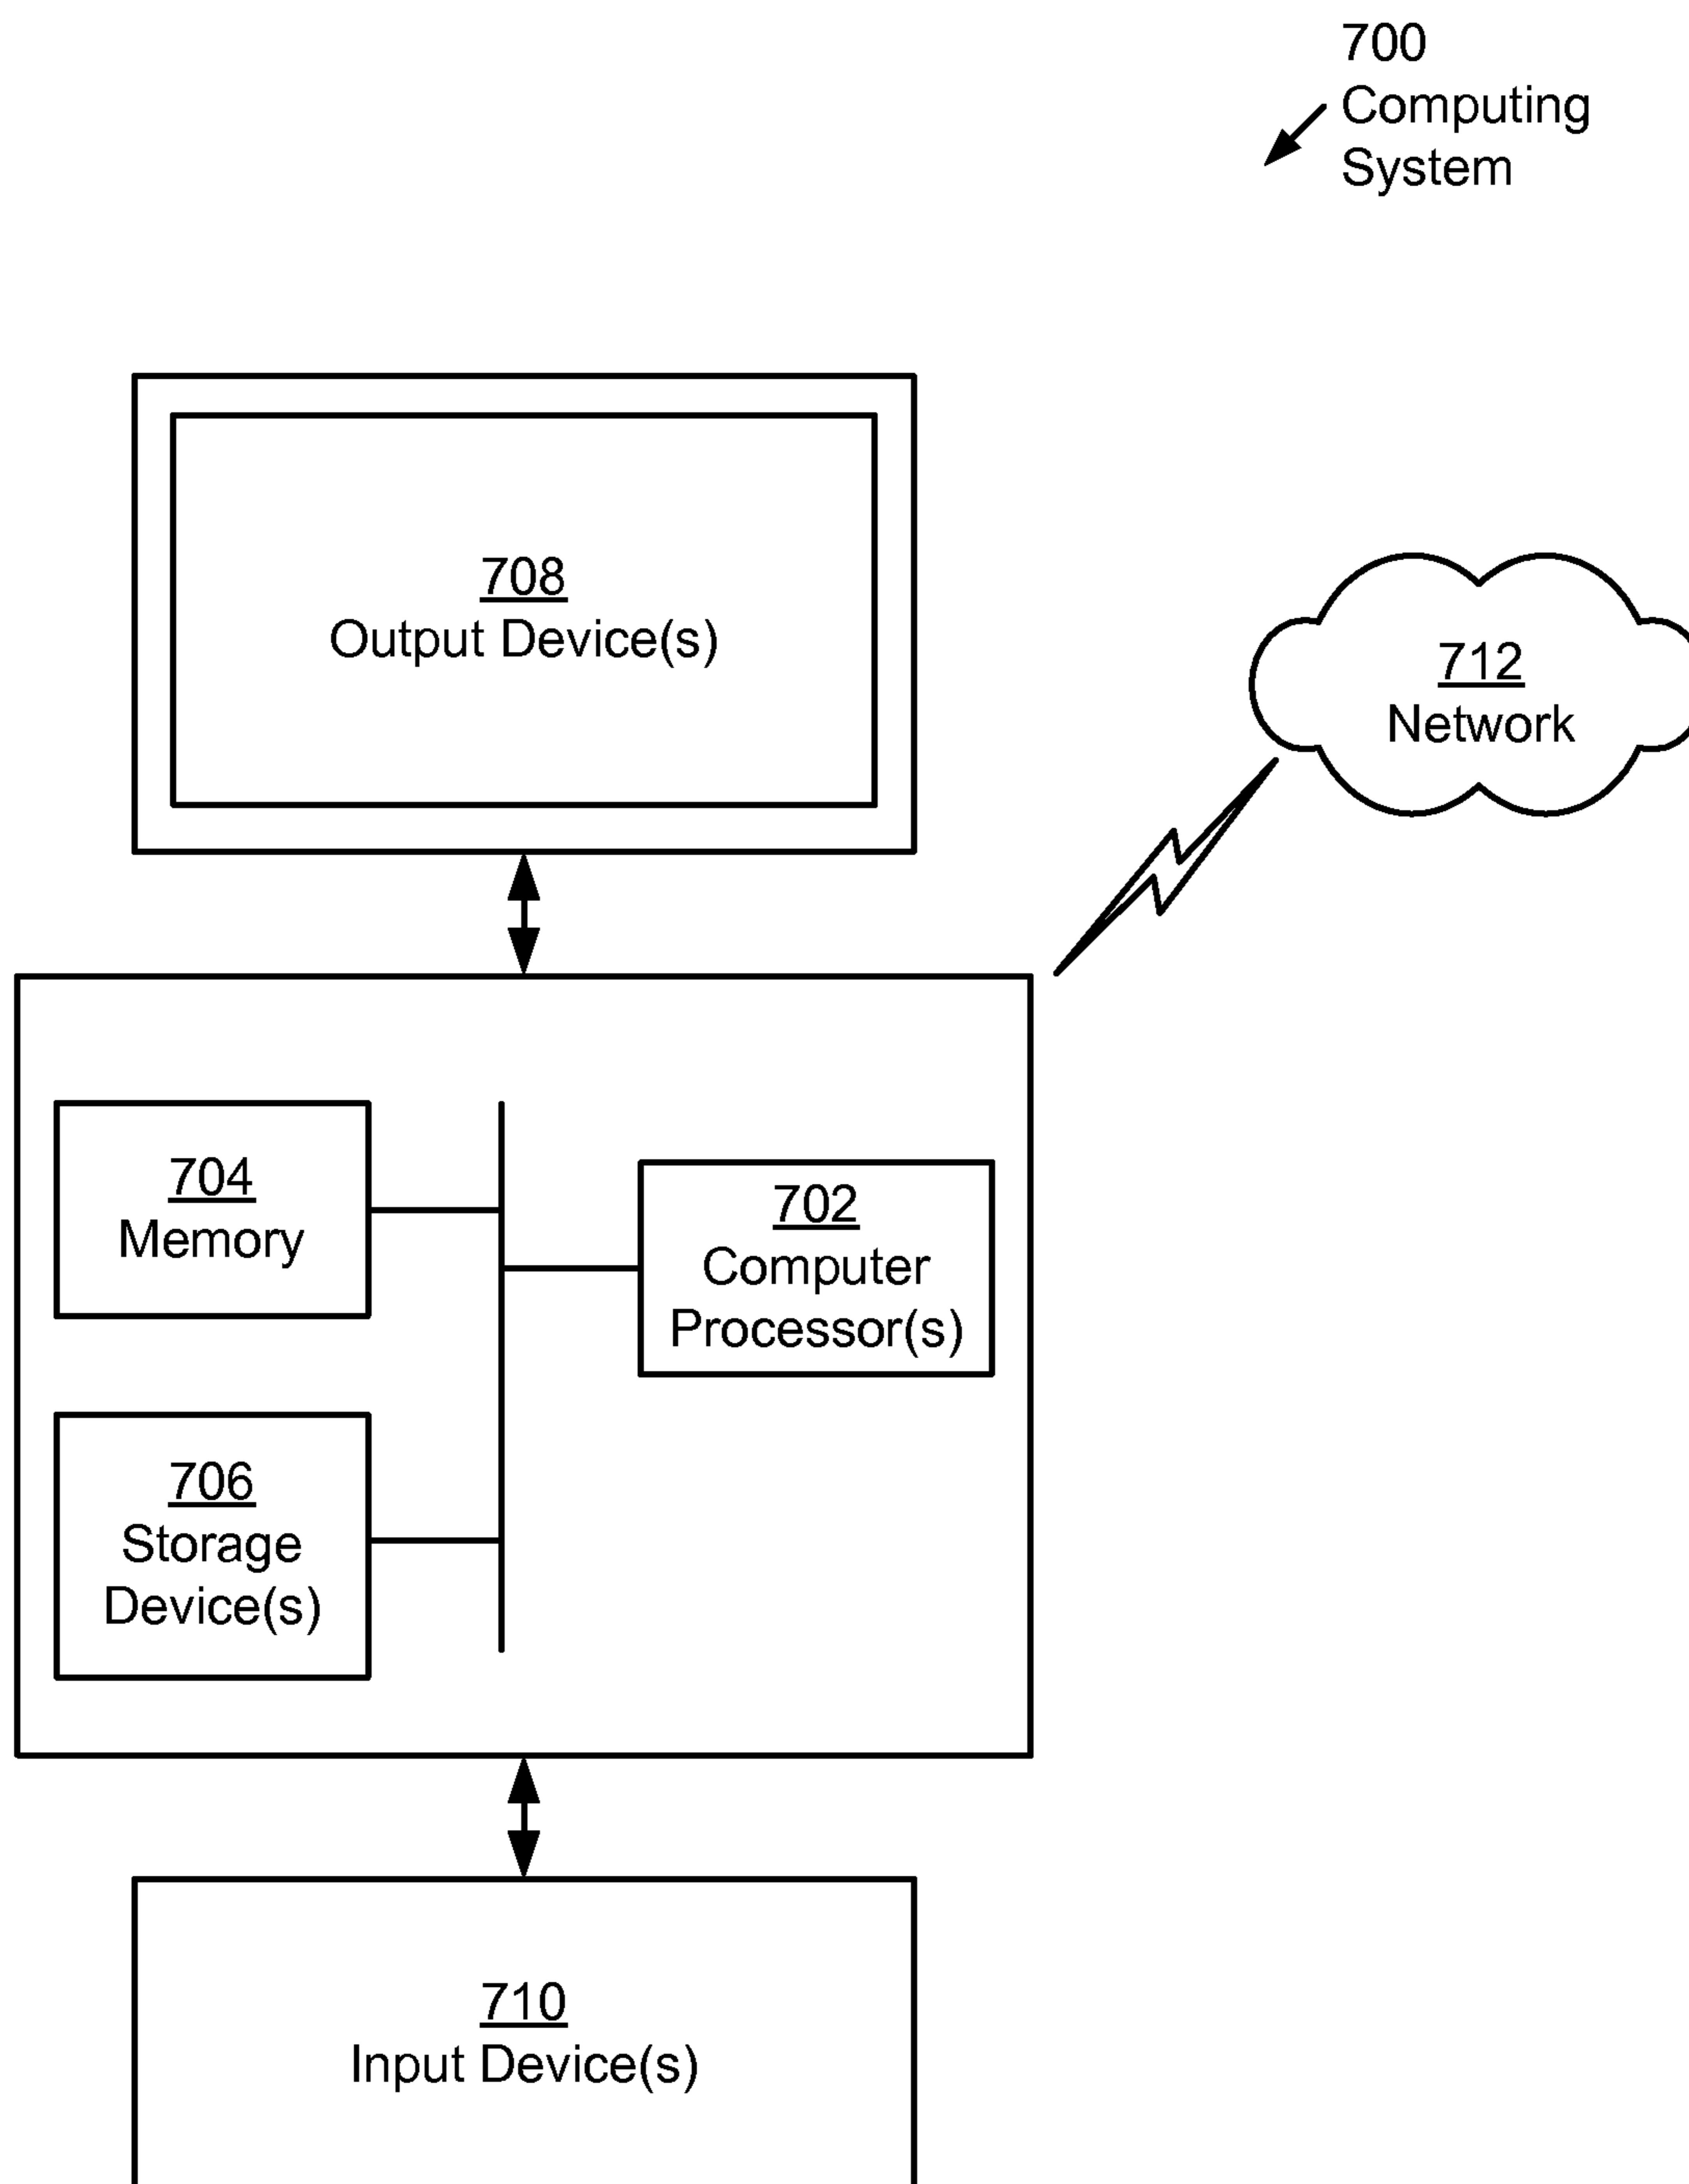 700
Computing
System
708
Output Device(s)
712
Network
704
Memory
702
Computer
Processor(s)
706
Storage
Device(s)
710
Input Device(s)